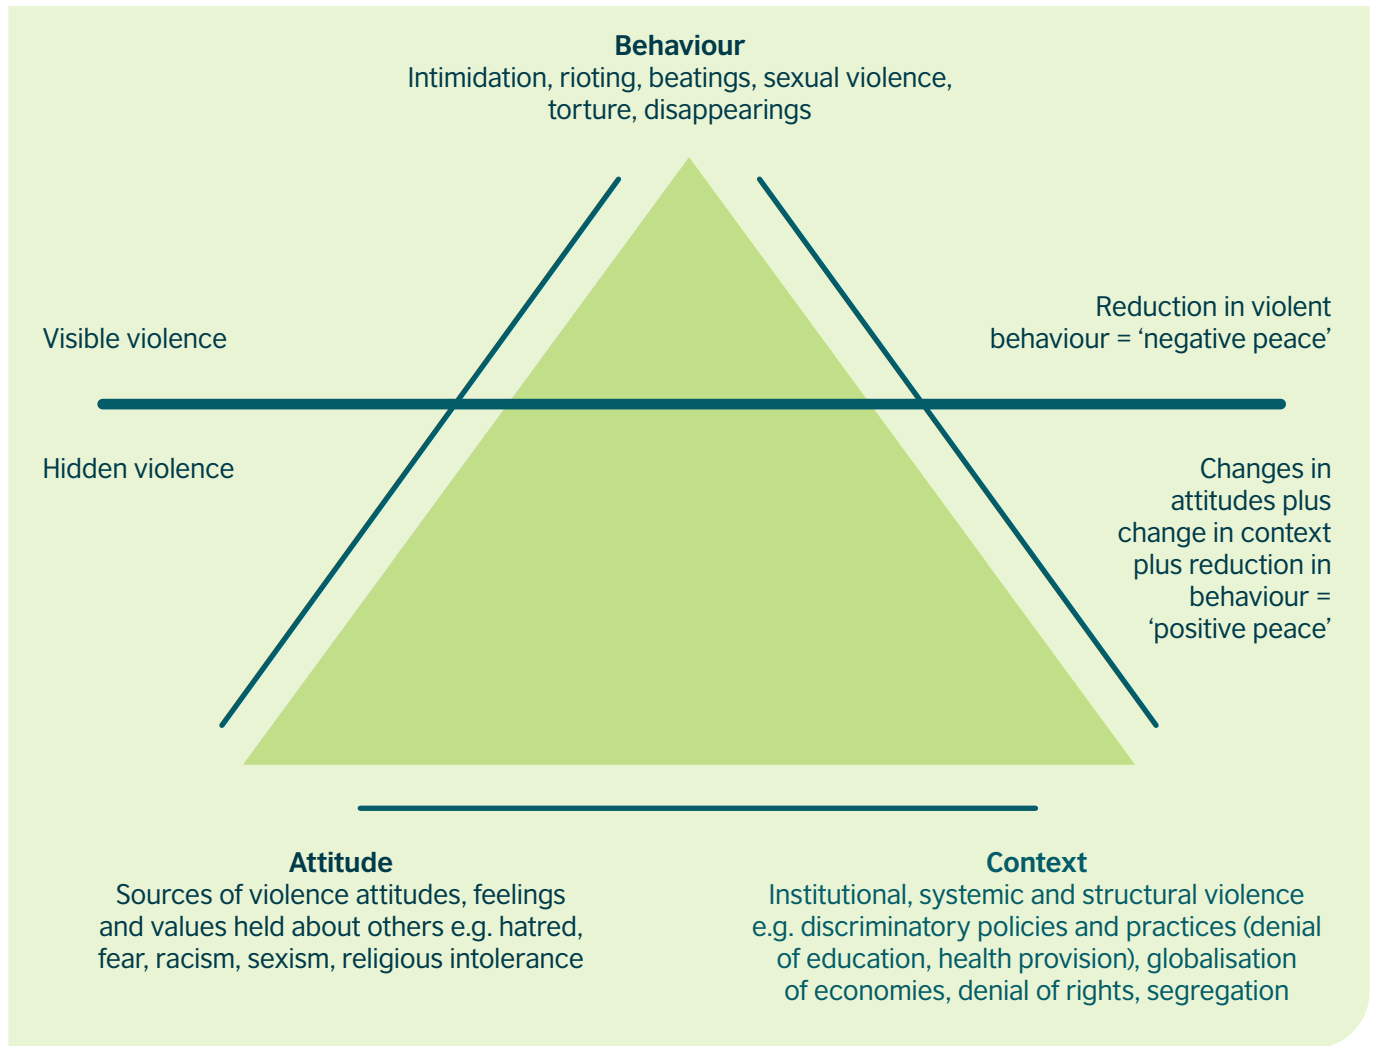 Behaviour
Intimidation, rioting, beatings, sexual violence,
torture, disappearings
Visible violence
Reduction in violent
behaviour = ‘negative peace’
Hidden violence
Changes in
attitudes plus
change in context
plus reduction in
behaviour =
‘positive peace’
Attitude
Sources of violence attitudes, feelings
and values held about others e.g. hatred,
fear, racism, sexism, religious intolerance
Context
Institutional, systemic and structural violence
e.g. discriminatory policies and practices (denial
of education, health provision), globalisation
of economies, denial of rights, segregation